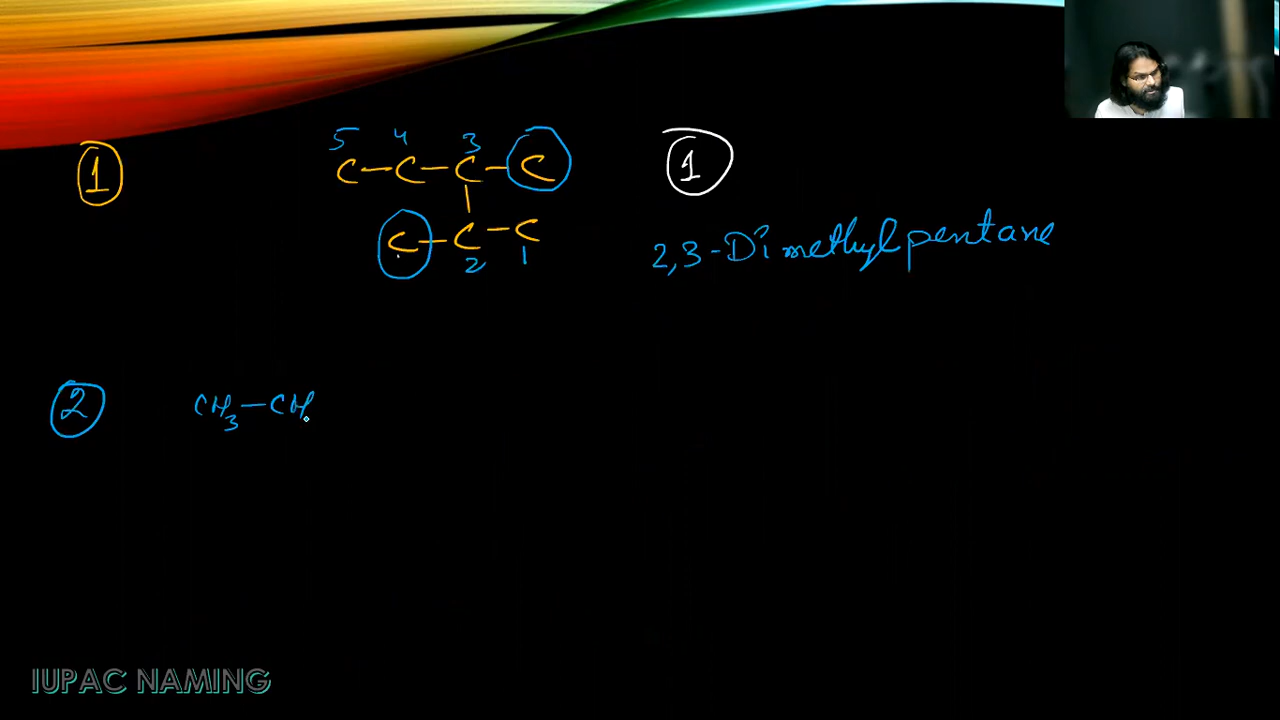 1
5 4 3
C-C-C-C
C-C-C
2 1
1
2,3-Dimethylpentane
2
CH3-CH
IUPAC NAMING